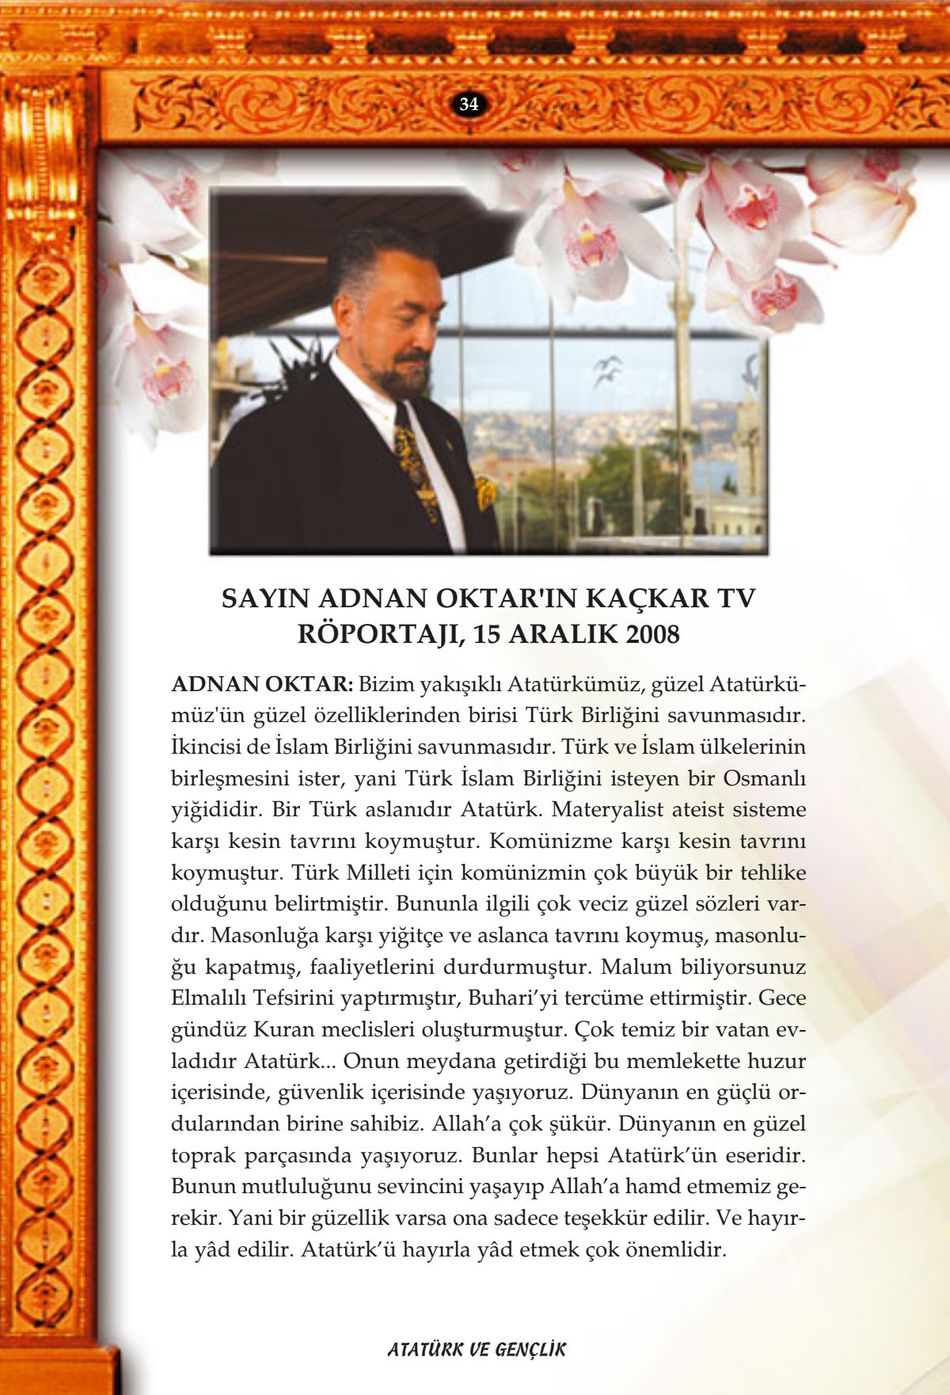 34
SAYIN ADNAN OKTAR'IN KAÇKAR TV
RÖPORTAJI, 15 ARALIK 2008
ADNAN OKTAR: Bizim yakışıklı Atatürkümüz, güzel Atatürkü-
müz'ün güzel özelliklerinden birisi Türk Birliğini savunmasıdır.
İkincisi de İslam Birliğini savunmasıdır. Türk ve İslam ülkelerinin
birleşmesini ister, yani Türk İslam Birliğini isteyen bir Osmanlı
yiğididir. Bir Türk aslanıdır Atatürk. Materyalist ateist sisteme
karşı kesin tavrını koymuştur. Komünizme karşı kesin tavrını
koymuştur. Türk Milleti için komünizmin çok büyük bir tehlike
olduğunu belirtmiştir. Bununla ilgili çok veciz güzel sözleri var-
dır. Masonluğa karşı yiğitçe ve aslanca tavrını koymuş, masonlu-
ğu kapatmış, faaliyetlerini durdurmuştur. Malum biliyorsunuz
Elmalılı Tefsirini yaptırmıştır, Buhari’yi tercüme ettirmiştir. Gece
gündüz Kuran meclisleri oluşturmuştur. Çok temiz bir vatan ev-
ladıdır Atatürk... Onun meydana getirdiği bu memlekette huzur
içerisinde, güvenlik içerisinde yaşıyoruz. Dünyanın en güçlü or-
dularından birine sahibiz. Allah’a çok şükür. Dünyanın en güzel
toprak parçasında yaşıyoruz. Bunlar hepsi Atatürk’ün eseridir.
Bunun mutluluğunu sevincini yaşayıp Allah’a hamd etmemiz ge-
rekir. Yani bir güzellik varsa ona sadece teşekkür edilir. Ve hayır-
la yâd edilir. Atatürk’ü hayırla yâd etmek çok önemlidir.
ATATÜRK VE GENÇLİK